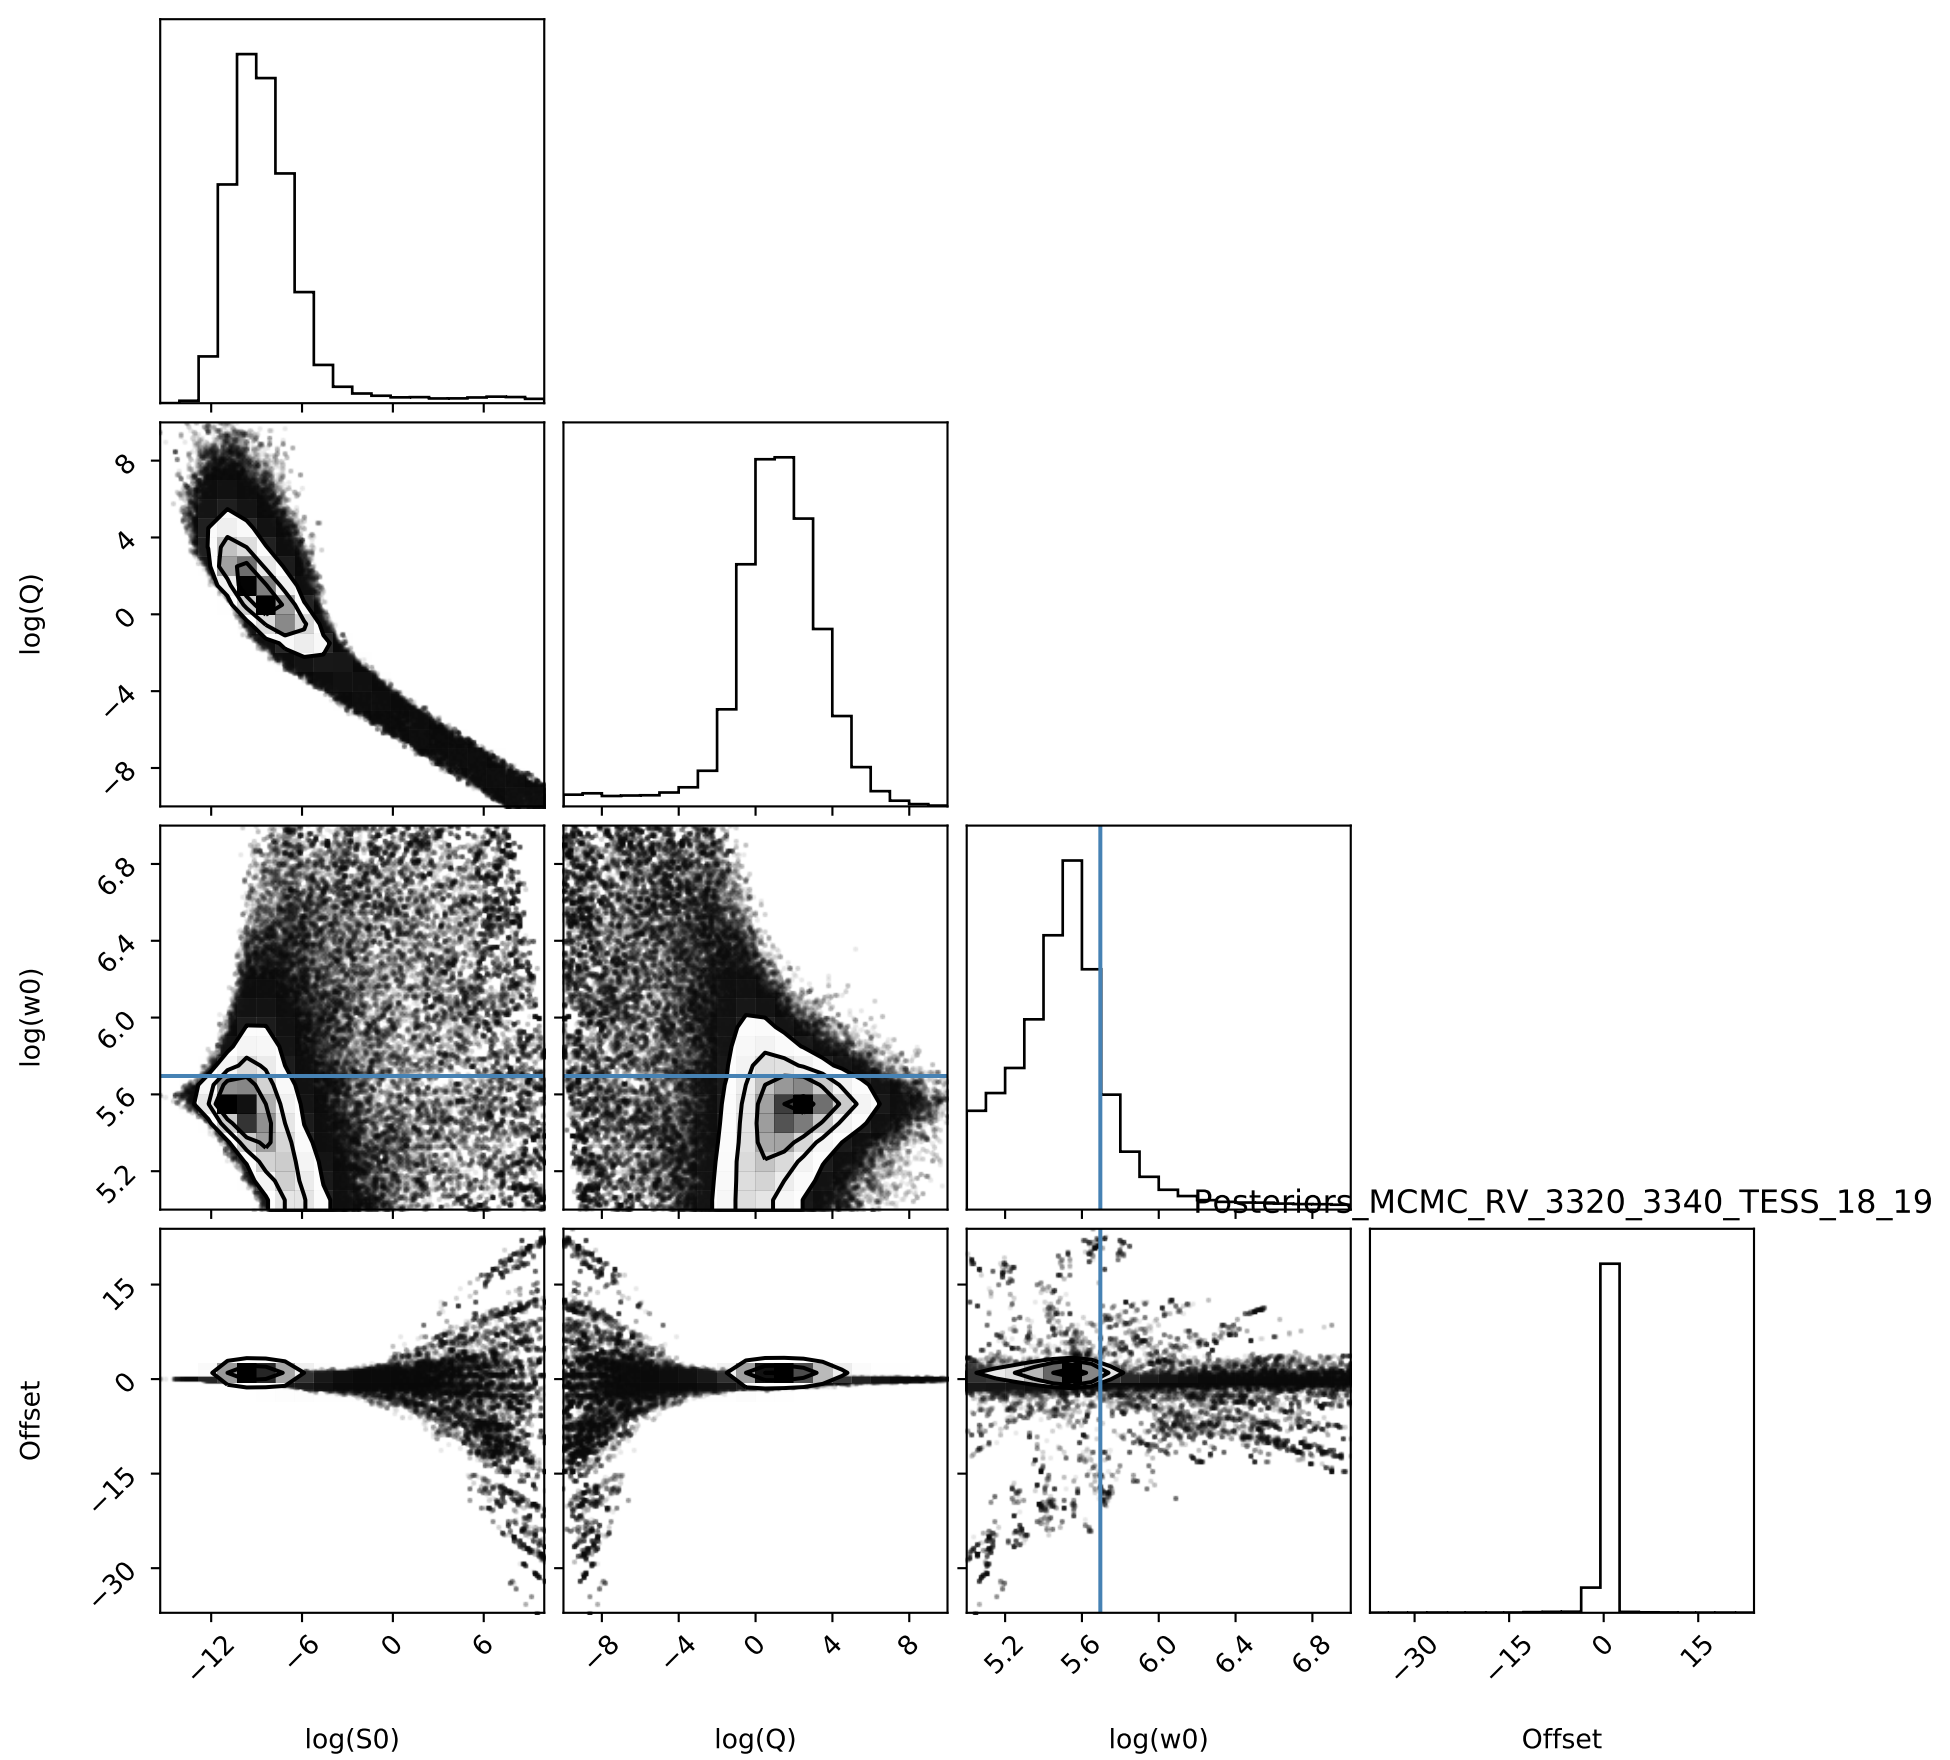 8
4
0
−4
−8
log(Q)
6.8
6.4
6.0
5.6
5.2
log(w0)
Posteriors_MCMC_RV_3320_3340_TESS_18_19
15
0
−15
−30
Offset
−12 −6 0 6
−8 −4 0 4 8
5.2 5.6 6.0 6.4 6.8
−30 −15 0 15
log(S0)
log(Q)
log(w0)
Offset